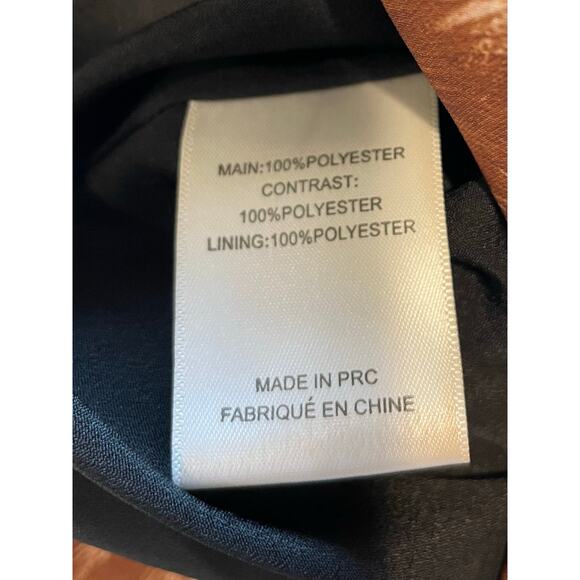 MAIN:100%POLYESTER
CONTRAST:
100%POLYESTER
LINING:100%POLYESTER
MADE IN PRC
FABRIQUÉ EN CHINE